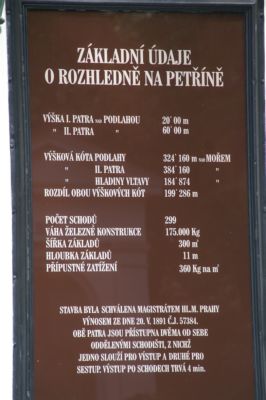 ZÁKLADNÍ ÚDAJE
O ROZHLEDNĚ NA PETŘÍNĚ
VÝŠKA I. PATRA NAD PODLAHOU 20˙00 m
" II. PATRA " 60˙00 m
VÝŠKOVÁ KÓTA PODLAHY 324˙160 m NAD MOŘEM
" II. PATRA 384˙160 "
" HLADINY VLTAVY 184˙874 "
ROZDÍL OBOU VÝŠKOVÝCH KÓT 199˙286 m
POČET SCHODŮ 299
VÁHA ŽELEZNÉ KONSTRUKCE 175.000 Kg
ŠÍŘKA ZÁKLADŮ 300 m²
HLOUBKA ZÁKLADŮ 11 m
PŘÍPUSTNÉ ZATÍŽENÍ 360 Kg na m²
STAVBA BYLA SCHVÁLENA MAGISTRÁTEM HL.M. PRAHY
VÝNOSEM ZE DNE 20. V. 1891 Č.J. 57384.
OBĚ PATRA JSOU PŘÍSTUPNA DVĚMA OD SEBE
ODDĚLENÝMI SCHODIŠTI, Z NICHŽ
JEDNO SLOUŽÍ PRO VÝSTUP A DRUHÉ PRO
SESTUP. VÝSTUP PO SCHODECH TRVÁ 4 min.